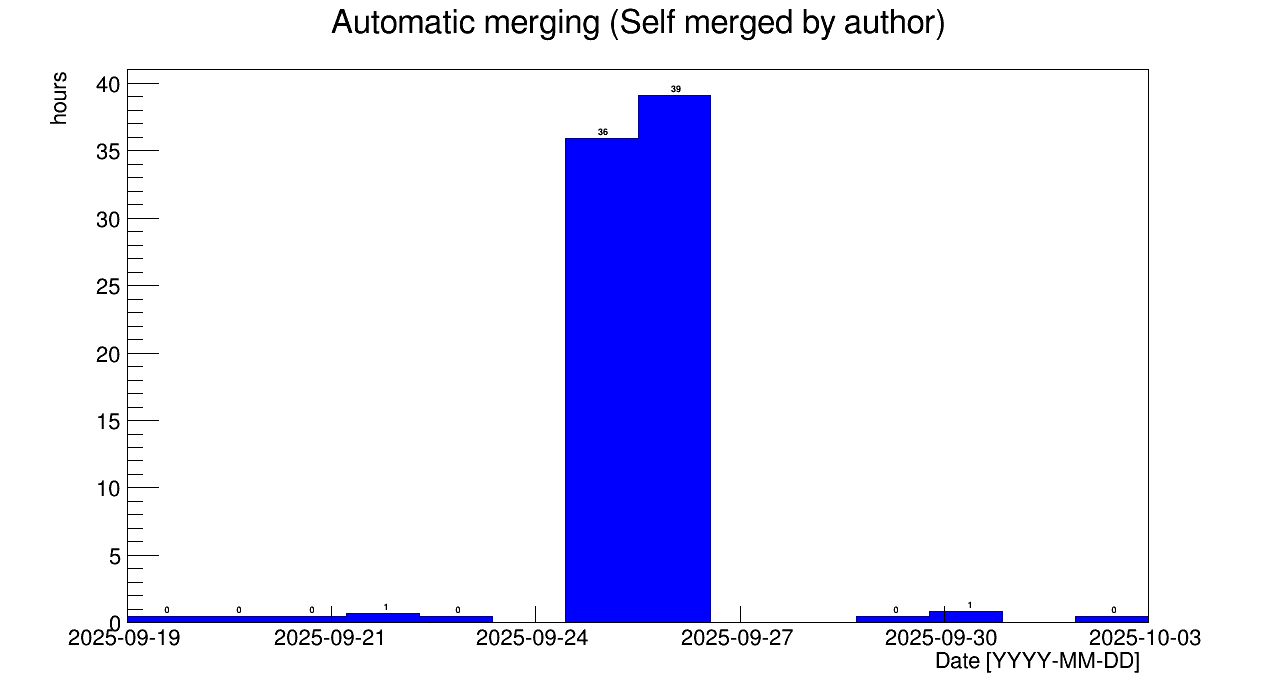 Automatic merging (Self merged by author)
hours
40
35
30
25
20
15
10
5
0
0 0 0 1 0 36 39 0 1 0
2025-09-19 2025-09-21 2025-09-24 2025-09-27 2025-09-30 2025-10-03
Date [YYYY-MM-DD]